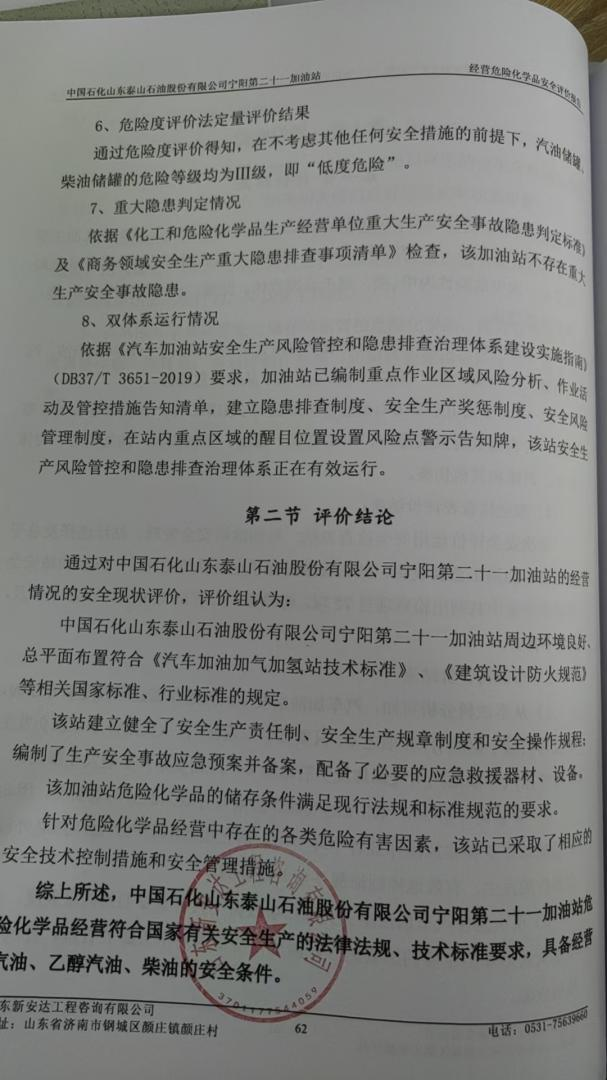 中国石化山东泰山石油股份有限公司宁阳第二十一加油站
经营危险化学品安全评价报告
6、危险度评价法定量评价结果
通过危险度评价得知，在不考虑其他任何安全措施的前提下，汽油储罐、
柴油储罐的危险等级均为Ⅲ级，即“低度危险”。
7、重大隐患判定情况
依据《化工和危险化学品生产经营单位重大生产安全事故隐患判定标准》
及《商务领域安全生产重大隐患排查事项清单》检查，该加油站不存在重大
生产安全事故隐患。
8、双体系运行情况
依据《汽车加油站安全生产风险管控和隐患排查治理体系建设实施指南》
（DB37/T 3651-2019）要求，加油站已编制重点作业区域风险分析、作业活
动及管控措施告知清单，建立隐患排查制度、安全生产奖惩制度、安全风险
管理制度，在站内重点区域的醒目位置设置风险点警示告知牌，该站安全生
产风险管控和隐患排查治理体系正在有效运行。
第二节 评价结论
通过对中国石化山东泰山石油股份有限公司宁阳第二十一加油站的经营
情况的安全现状评价，评价组认为：
中国石化山东泰山石油股份有限公司宁阳第二十一加油站周边环境良好、
总平面布置符合《汽车加油加气加氢站技术标准》、《建筑设计防火规范》
等相关国家标准、行业标准的规定。
该站建立健全了安全生产责任制、安全生产规章制度和安全操作规程；
编制了生产安全事故应急预案并备案，配备了必要的应急救援器材、设备。
该加油站危险化学品的储存条件满足现行法规和标准规范的要求。
针对危险化学品经营中存在的各类危险有害因素，该站已采取了相应的
安全技术控制措施和安全管理措施。
综上所述，中国石化山东泰山石油股份有限公司宁阳第二十一加油站危
险化学品经营符合国家有关安全生产的法律法规、技术标准要求，具备经营
汽油、乙醇汽油、柴油的安全条件。
3701177544059
东新安达工程咨询有限公司
址：山东省济南市钢城区颜庄镇颜庄村
62
电话：0531-75639660